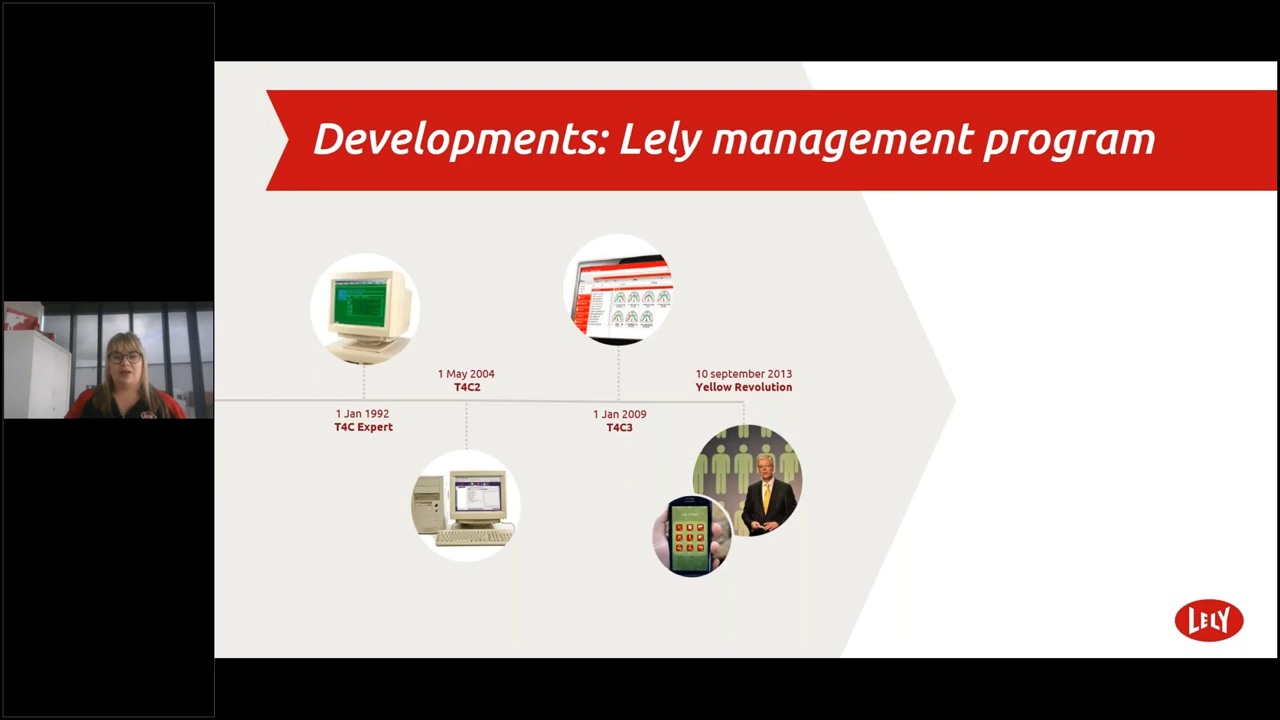 Developments: Lely management program
1 May 2004
T4C2
10 september 2013
Yellow Revolution
1 Jan 1992
T4C Expert
1 Jan 2009
T4C3
LELY